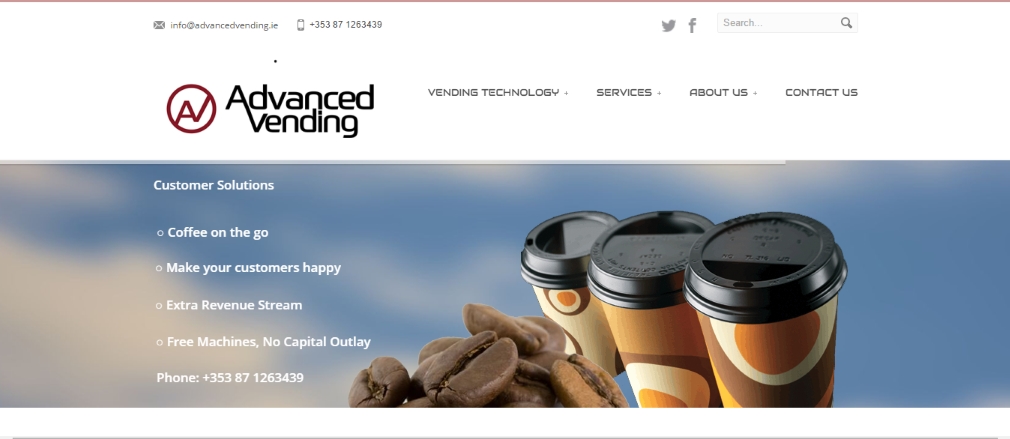 info@advancedvending.ie +353 87 1263439
Search...
AV Advanced
Vending
VENDING TECHNOLOGY + SERVICES + ABOUT US + CONTACT US
Customer Solutions
○ Coffee on the go
○ Make your customers happy
○ Extra Revenue Stream
○ Free Machines, No Capital Outlay
Phone: +353 87 1263439